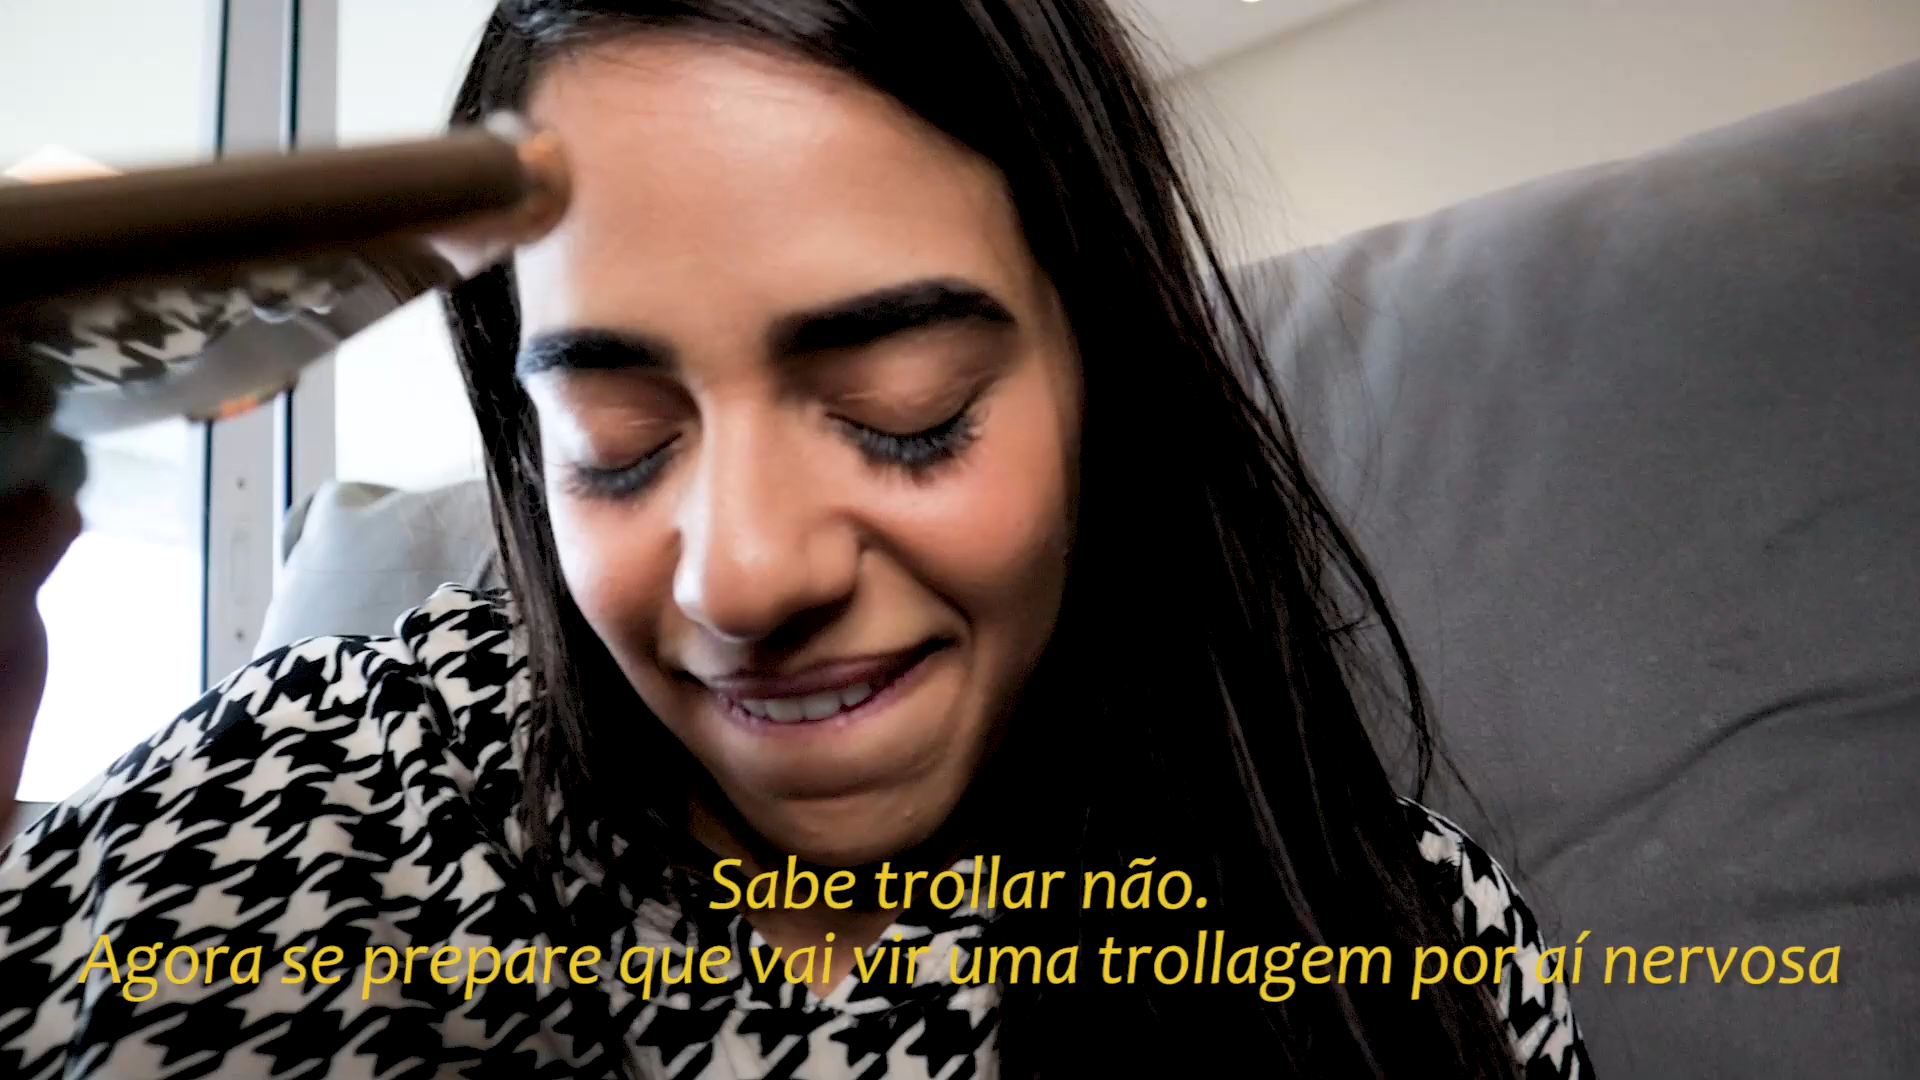 Sabe trollar não.
Agora se prepare que vai vir uma trollagem por aí nervosa